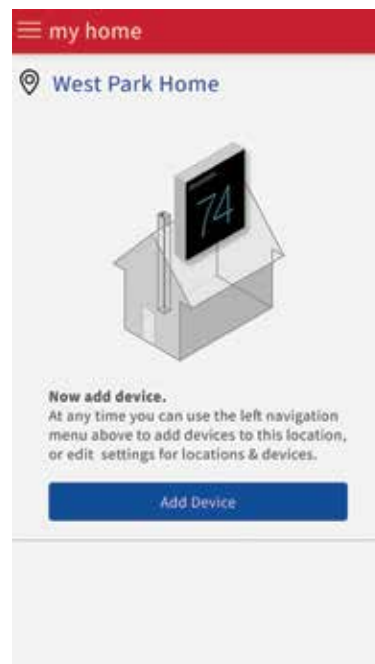 my home
West Park Home
74
Now add device.
At any time you can use the left navigation
menu above to add devices to this location,
or edit settings for locations & devices.
Add Device